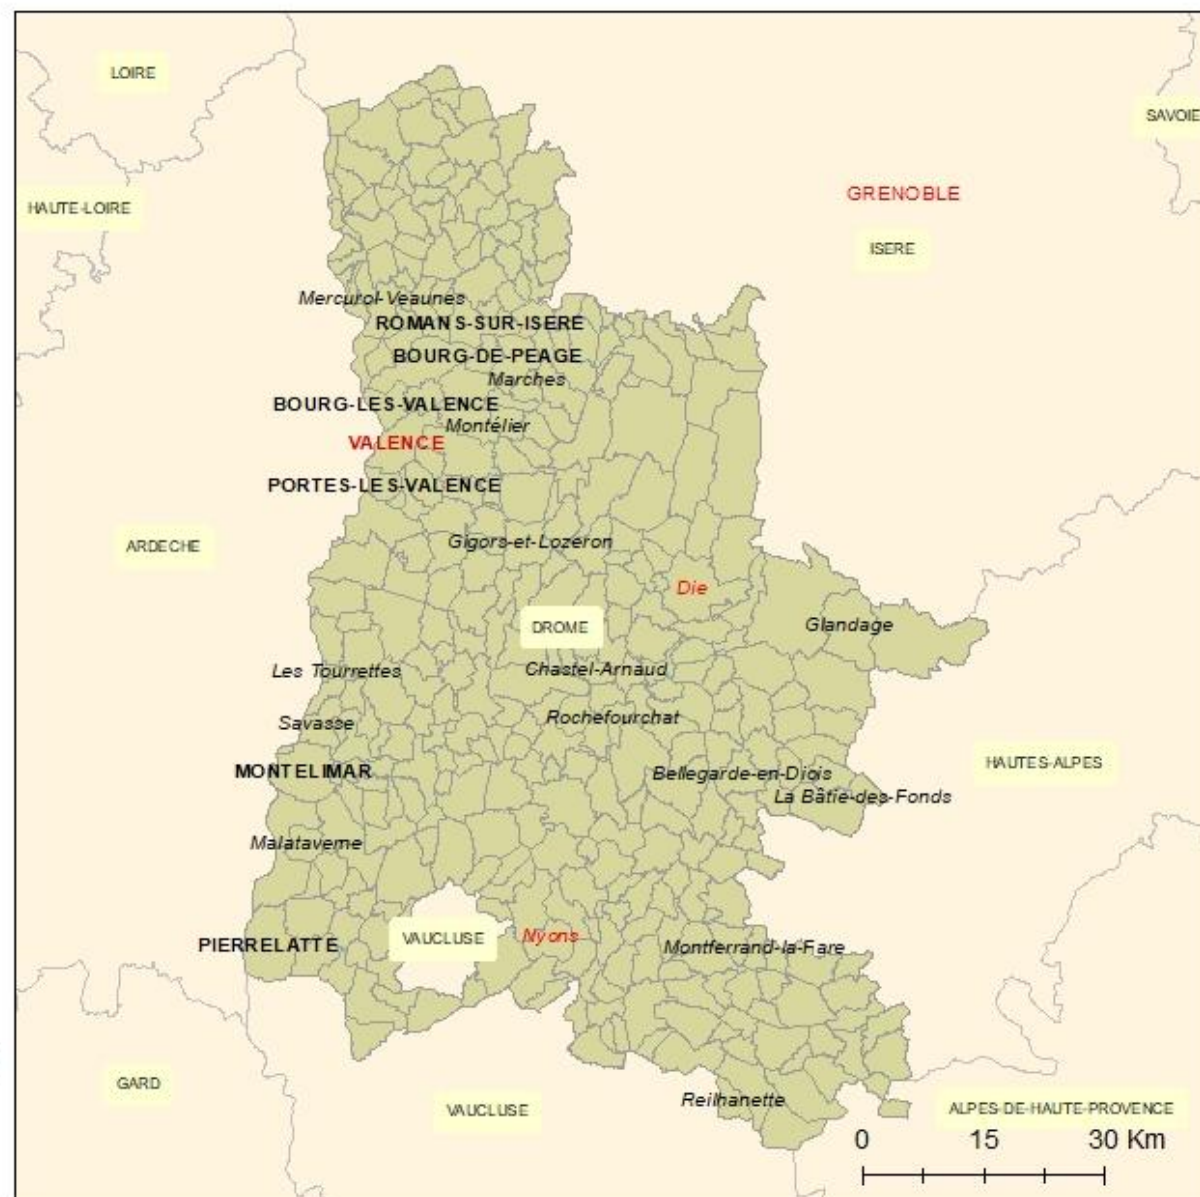 LOIRE
SAVOIE
GRENOBLE
HAUTE-LOIRE
ISERE
Mercurol-Veaunes
ROMANS-SUR-ISERE
BOURG-DE-PEAGE
Marches
BOURG-LES-VALENCE
Montélier
VALENCE
PORTES-LES-VALENCE
Gigors-et-Lozeron
ARDECHE
Die
DROME
Glandage
Les Tourrettes
Chastel-Arnaud
Rochefourchat
Savasse
MONTELIMAR
Bellegarde-en-Diois
HAUTES-ALPES
La Bâtie-des-Fonds
Malataverne
VAUCLUSE
Nyons
PIERRELATTE
Montferrand-la-Fare
GARD
Reilhanette
VAUCLUSE
ALPES-DE-HAUTE-PROVENCE
0 15 30 Km